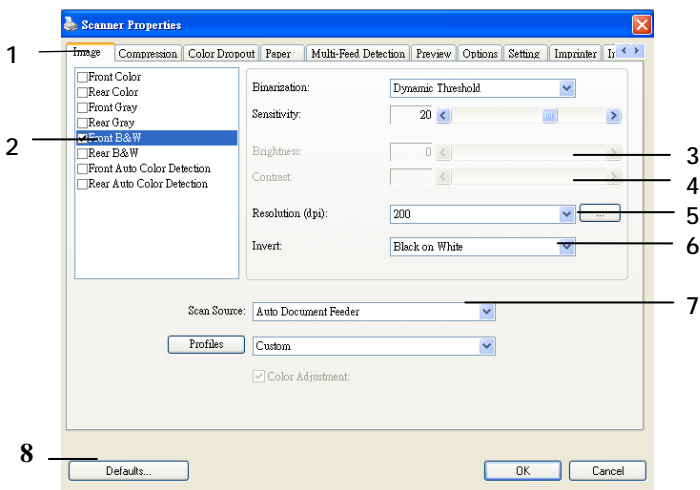 Scanner Properties
1
Image Compression Color Dropout Paper Multi-Feed Detection Preview Options Setting Imprinter
Front Color
Rear Color
Front Gray
Rear Gray
2
Front B&W
Rear B&W
Front Auto Color Detection
Rear Auto Color Detection
Binarization: Dynamic Threshold
Sensitivity: 20
Brightness: 0
3
Contrast:
4
Resolution (dpi): 200 ...
5
Invert: Black on White
6
Scan Source: Auto Document Feeder
7
Profiles Custom
Color Adjustment:
8
Defaults... OK Cancel